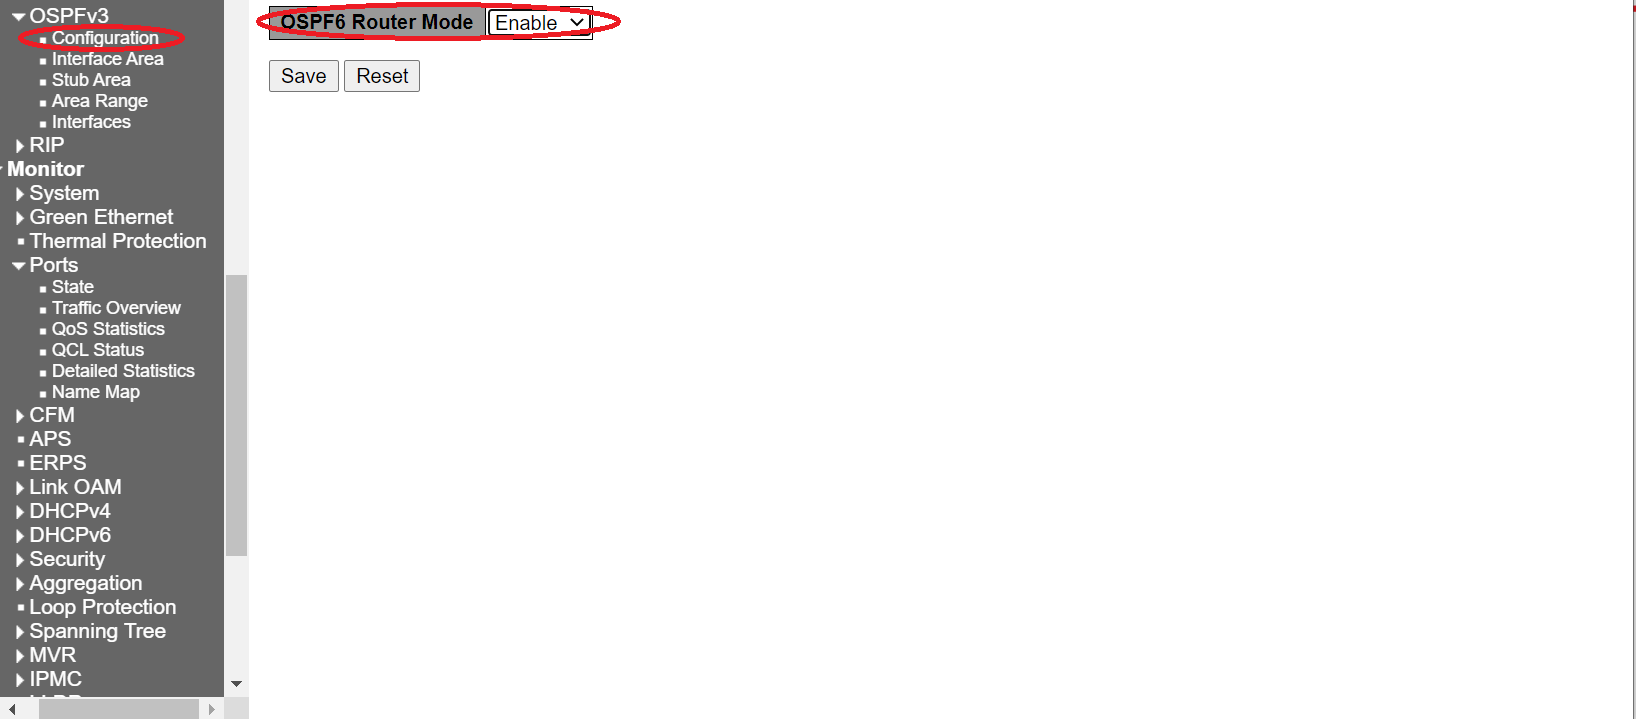 OSPFv3
Configuration
Interface Area
Stub Area
Area Range
Interfaces
RIP
Monitor
System
Green Ethernet
Thermal Protection
Ports
State
Traffic Overview
QoS Statistics
QCL Status
Detailed Statistics
Name Map
CFM
APS
ERPS
Link OAM
DHCPv4
DHCPv6
Security
Aggregation
Loop Protection
Spanning Tree
MVR
IPMC
OSPF6 Router Mode Enable
Save Reset